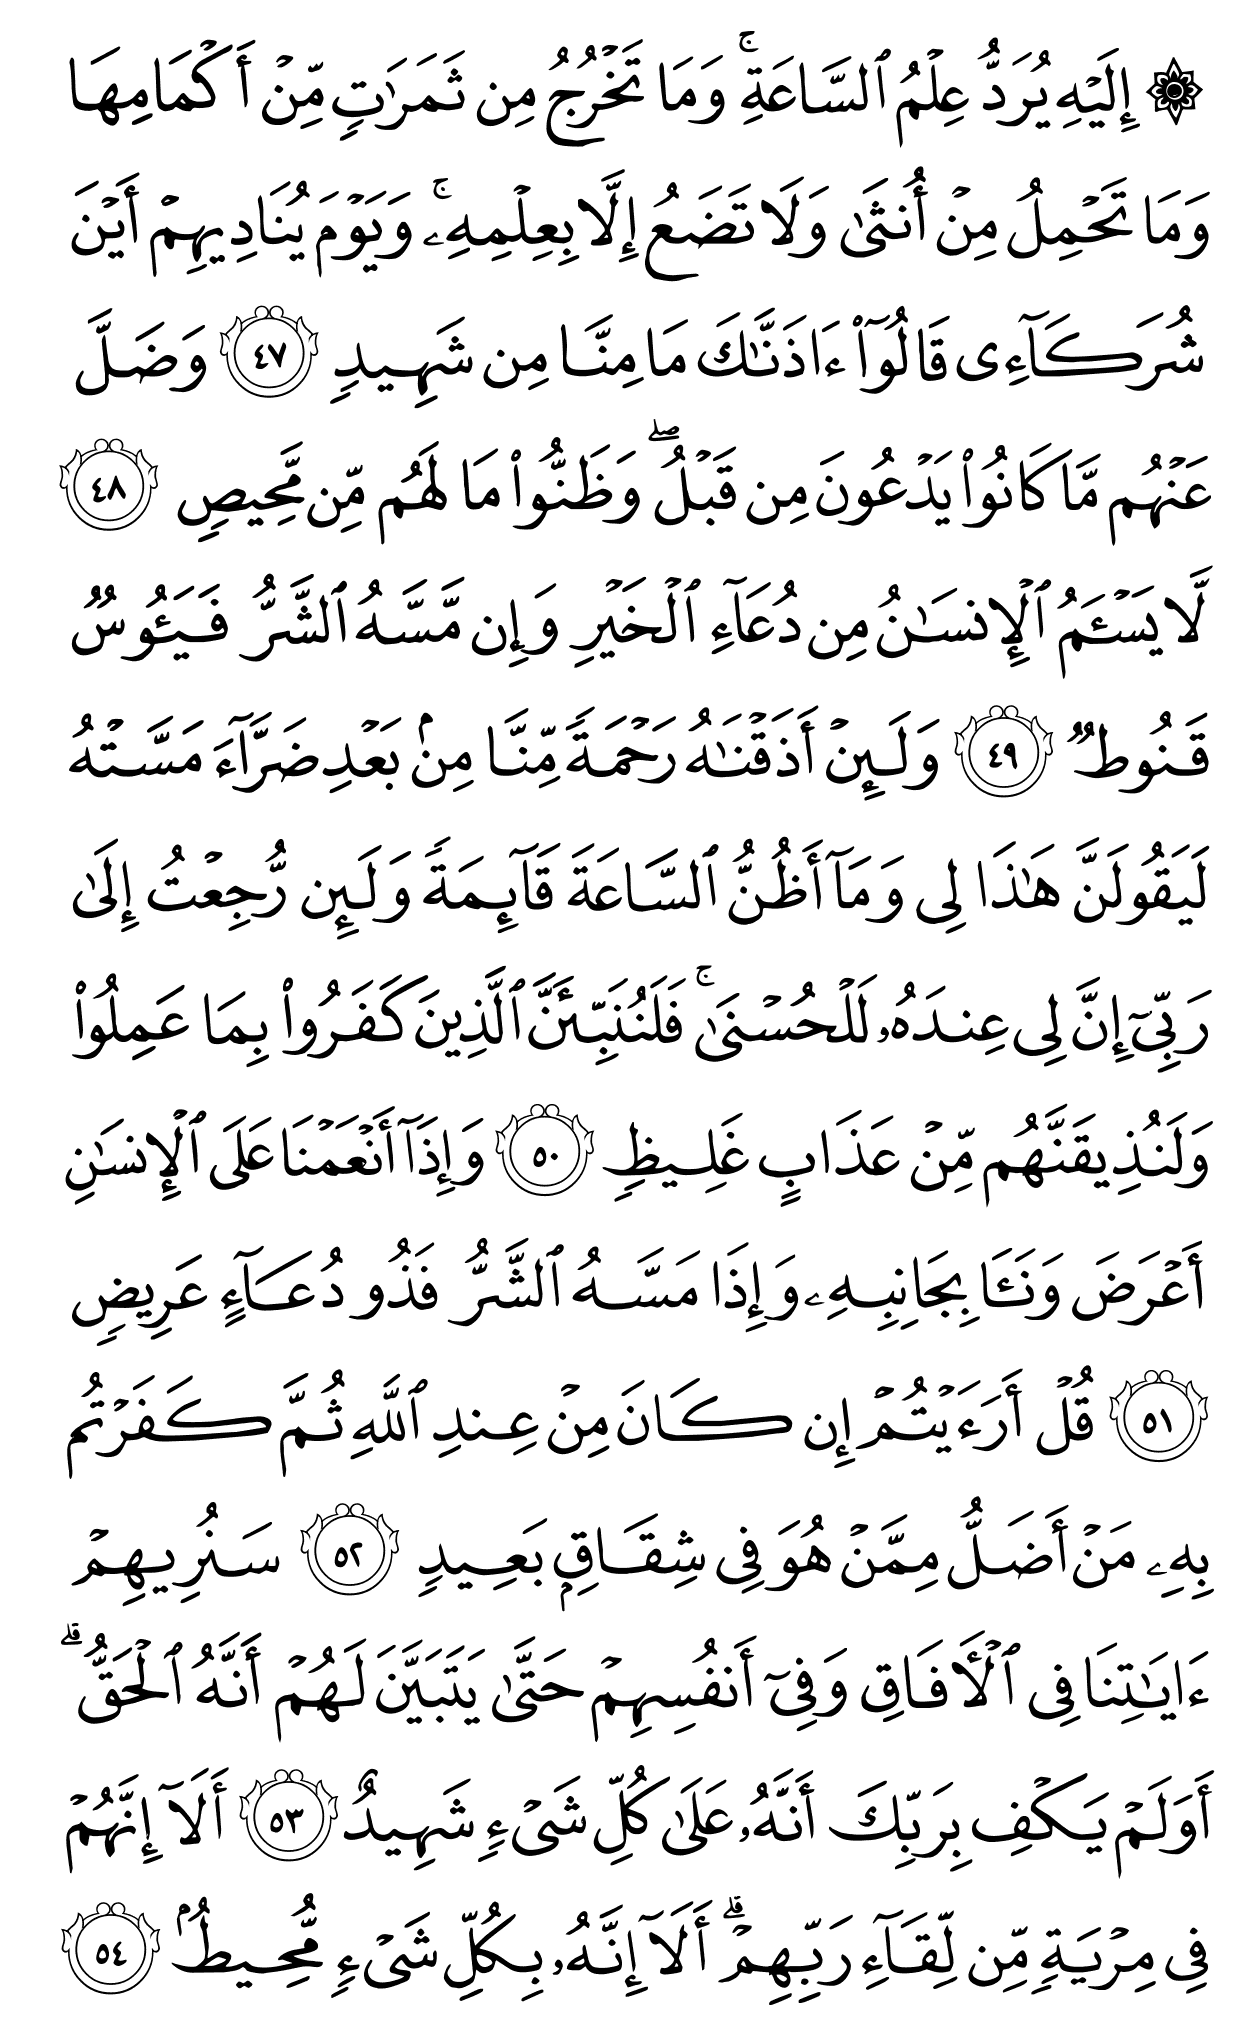 ۞ إِلَيۡهِ يُرَدُّ عِلۡمُ ٱلسَّاعَةِۚ وَمَا تَخۡرُجُ مِن ثَمَرَٰتٖ مِّنۡ أَكۡمَامِهَا
وَمَا تَحۡمِلُ مِنۡ أُنثَىٰ وَلَا تَضَعُ إِلَّا بِعِلۡمِهِۦۚ وَيَوۡمَ يُنَادِيهِمۡ أَيۡنَ
شُرَكَآءِي قَالُوٓاْ ءَاذَنَّٰكَ مَا مِنَّا مِن شَهِيدٖ ٤٧ وَضَلَّ
عَنۡهُم مَّا كَانُواْ يَدۡعُونَ مِن قَبۡلُۖ وَظَنُّواْ مَا لَهُم مِّن مَّحِيصٖ ٤٨
لَّا يَسۡـَٔمُ ٱلۡإِنسَٰنُ مِن دُعَآءِ ٱلۡخَيۡرِ وَإِن مَّسَّهُ ٱلشَّرُّ فَيَـُٔوسٞ
قَنُوطٞ ٤٩ وَلَئِنۡ أَذَقۡنَٰهُ رَحۡمَةٗ مِّنَّا مِنۢ بَعۡدِ ضَرَّآءَ مَسَّتۡهُ
لَيَقُولَنَّ هَٰذَا لِي وَمَآ أَظُنُّ ٱلسَّاعَةَ قَآئِمَةٗ وَلَئِن رُّجِعۡتُ إِلَىٰ
رَبِّيٓ إِنَّ لِي عِندَهُۥ لَلۡحُسۡنَىٰۚ فَلَنُنَبِّئَنَّ ٱلَّذِينَ كَفَرُواْ بِمَا عَمِلُواْ
وَلَنُذِيقَنَّهُم مِّنۡ عَذَابٍ غَلِيظٖ ٥٠ وَإِذَآ أَنۡعَمۡنَا عَلَى ٱلۡإِنسَٰنِ
أَعۡرَضَ وَنَـَٔا بِجَانِبِهِۦ وَإِذَا مَسَّهُ ٱلشَّرُّ فَذُو دُعَآءٍ عَرِيضٖ
٥١ قُلۡ أَرَءَيۡتُمۡ إِن كَانَ مِنۡ عِندِ ٱللَّهِ ثُمَّ كَفَرۡتُم
بِهِۦ مَنۡ أَضَلُّ مِمَّنۡ هُوَ فِي شِقَاقِۭ بَعِيدٖ ٥٢ سَنُرِيهِمۡ
ءَايَٰتِنَا فِي ٱلۡأٓفَاقِ وَفِيٓ أَنفُسِهِمۡ حَتَّىٰ يَتَبَيَّنَ لَهُمۡ أَنَّهُ ٱلۡحَقُّۗ
أَوَلَمۡ يَكۡفِ بِرَبِّكَ أَنَّهُۥ عَلَىٰ كُلِّ شَيۡءٖ شَهِيدٌ ٥٣ أَلَآ إِنَّهُمۡ
فِي مِرۡيَةٖ مِّن لِّقَآءِ رَبِّهِمۡۗ أَلَآ إِنَّهُۥ بِكُلِّ شَيۡءٖ مُّحِيطُۢ ٥٤